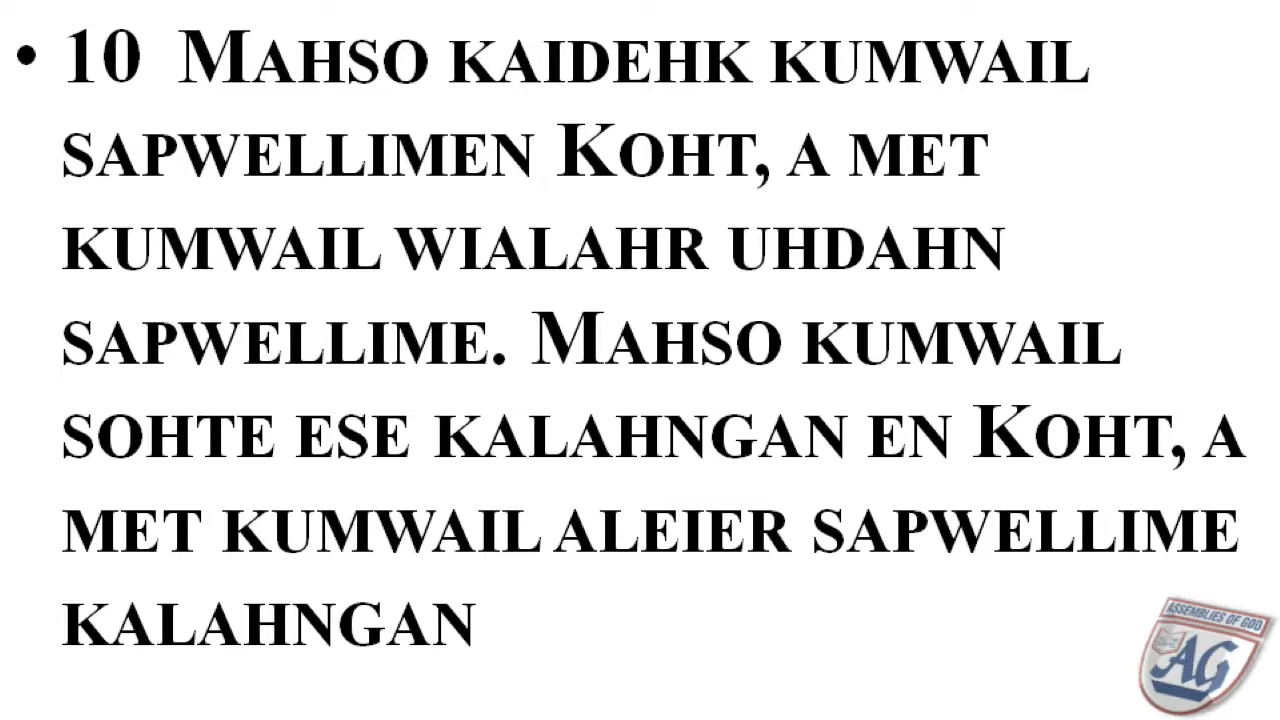 • 10 Mahso kaidehk kumwail
sapwellimen Koht, a met
kumwail wialahr uhdahn
sapwellime. Mahso kumwail
sohte ese kalahngan en Koht, a
met kumwail aleier sapwellime
kalahngan
ASSEMBLIES OF GOD
AG